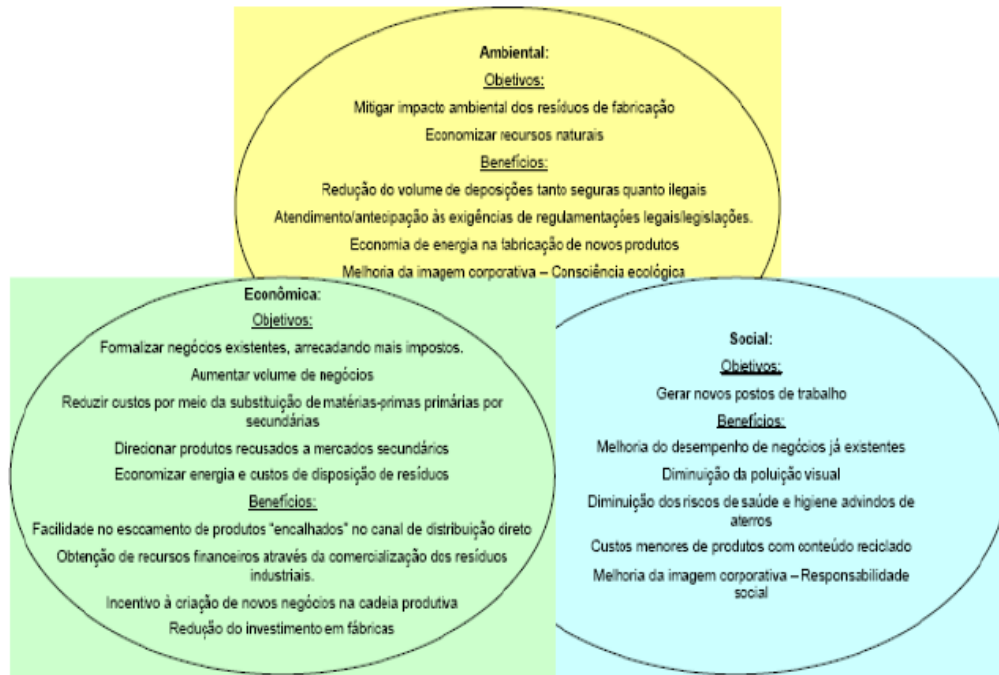 Ambiental:
Objetivos:
Mitigar impacto ambiental dos resíduos de fabricação
Economizar recursos naturais
Benefícios:
Redução do volume de deposições tanto seguras quanto ilegais
Atendimento/antecipação às exigências de regulamentações legais/legislações.
Economia de energia na fabricação de novos produtos
Melhoria da imagem corporativa – Consciência ecológica
Econômica:
Objetivos:
Formalizar negócios existentes, arrecadando mais impostos.
Aumentar volume de negócios
Reduzir custos por meio da substituição de matérias-primas primárias por
secundárias
Direcionar produtos recusados a mercados secundários
Economizar energia e custos de disposição de resíduos
Benefícios:
Facilidade no escoamento de produtos "encalhados" no canal de distribuição direto
Obtenção de recursos financeiros através da comercialização dos resíduos
industriais.
Incentivo à criação de novos negócios na cadeia produtiva
Redução do investimento em fábricas
Social:
Objetivos:
Gerar novos postos de trabalho
Benefícios:
Melhoria do desempenho de negócios já existentes
Diminuição da poluição visual
Diminuição dos riscos de saúde e higiene advindos de
aterros
Custos menores de produtos com conteúdo reciclado
Melhoria da imagem corporativa – Responsabilidade
social